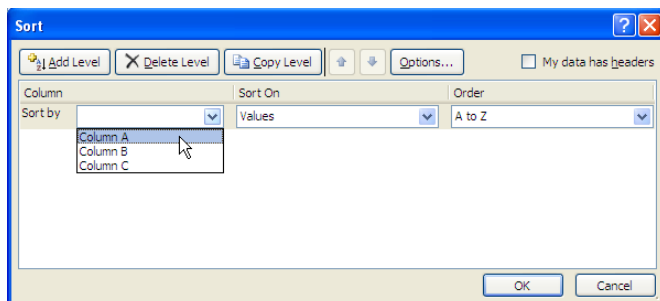 Sort
Add Level Delete Level Copy Level Options... My data has headers
Column Sort On Order
Sort by Values A to Z
Column A
Column B
Column C
OK Cancel